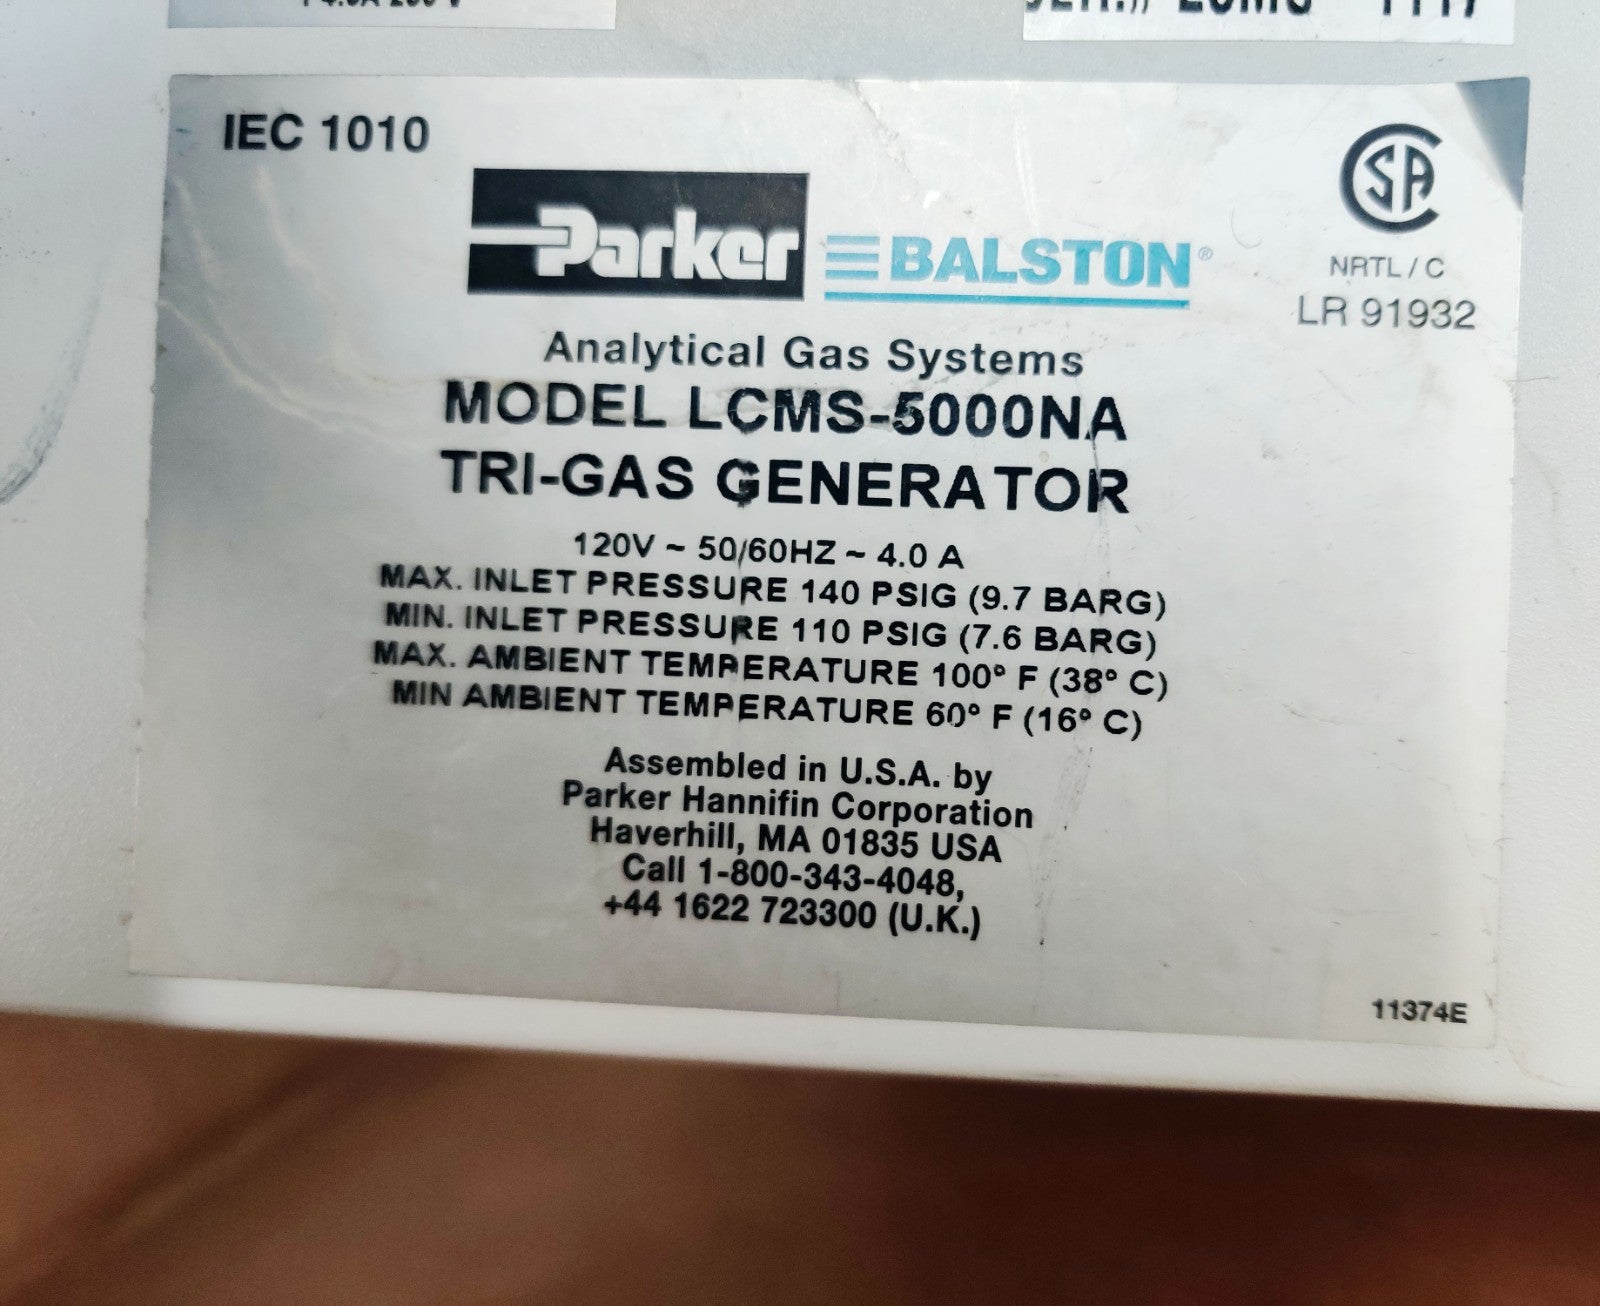 IEC 1010
CSA
Parker BALSTON®
NRTL / C
LR 91932
Analytical Gas Systems
MODEL LCMS-5000NA
TRI-GAS GENERATOR
120V ~ 50/60HZ ~ 4.0 A
MAX. INLET PRESSURE 140 PSIG (9.7 BARG)
MIN. INLET PRESSURE 110 PSIG (7.6 BARG)
MAX. AMBIENT TEMPERATURE 100° F (38° C)
MIN AMBIENT TEMPERATURE 60° F (16° C)
Assembled in U.S.A. by
Parker Hannifin Corporation
Haverhill, MA 01835 USA
Call 1-800-343-4048,
+44 1622 723300 (U.K.)
11374E